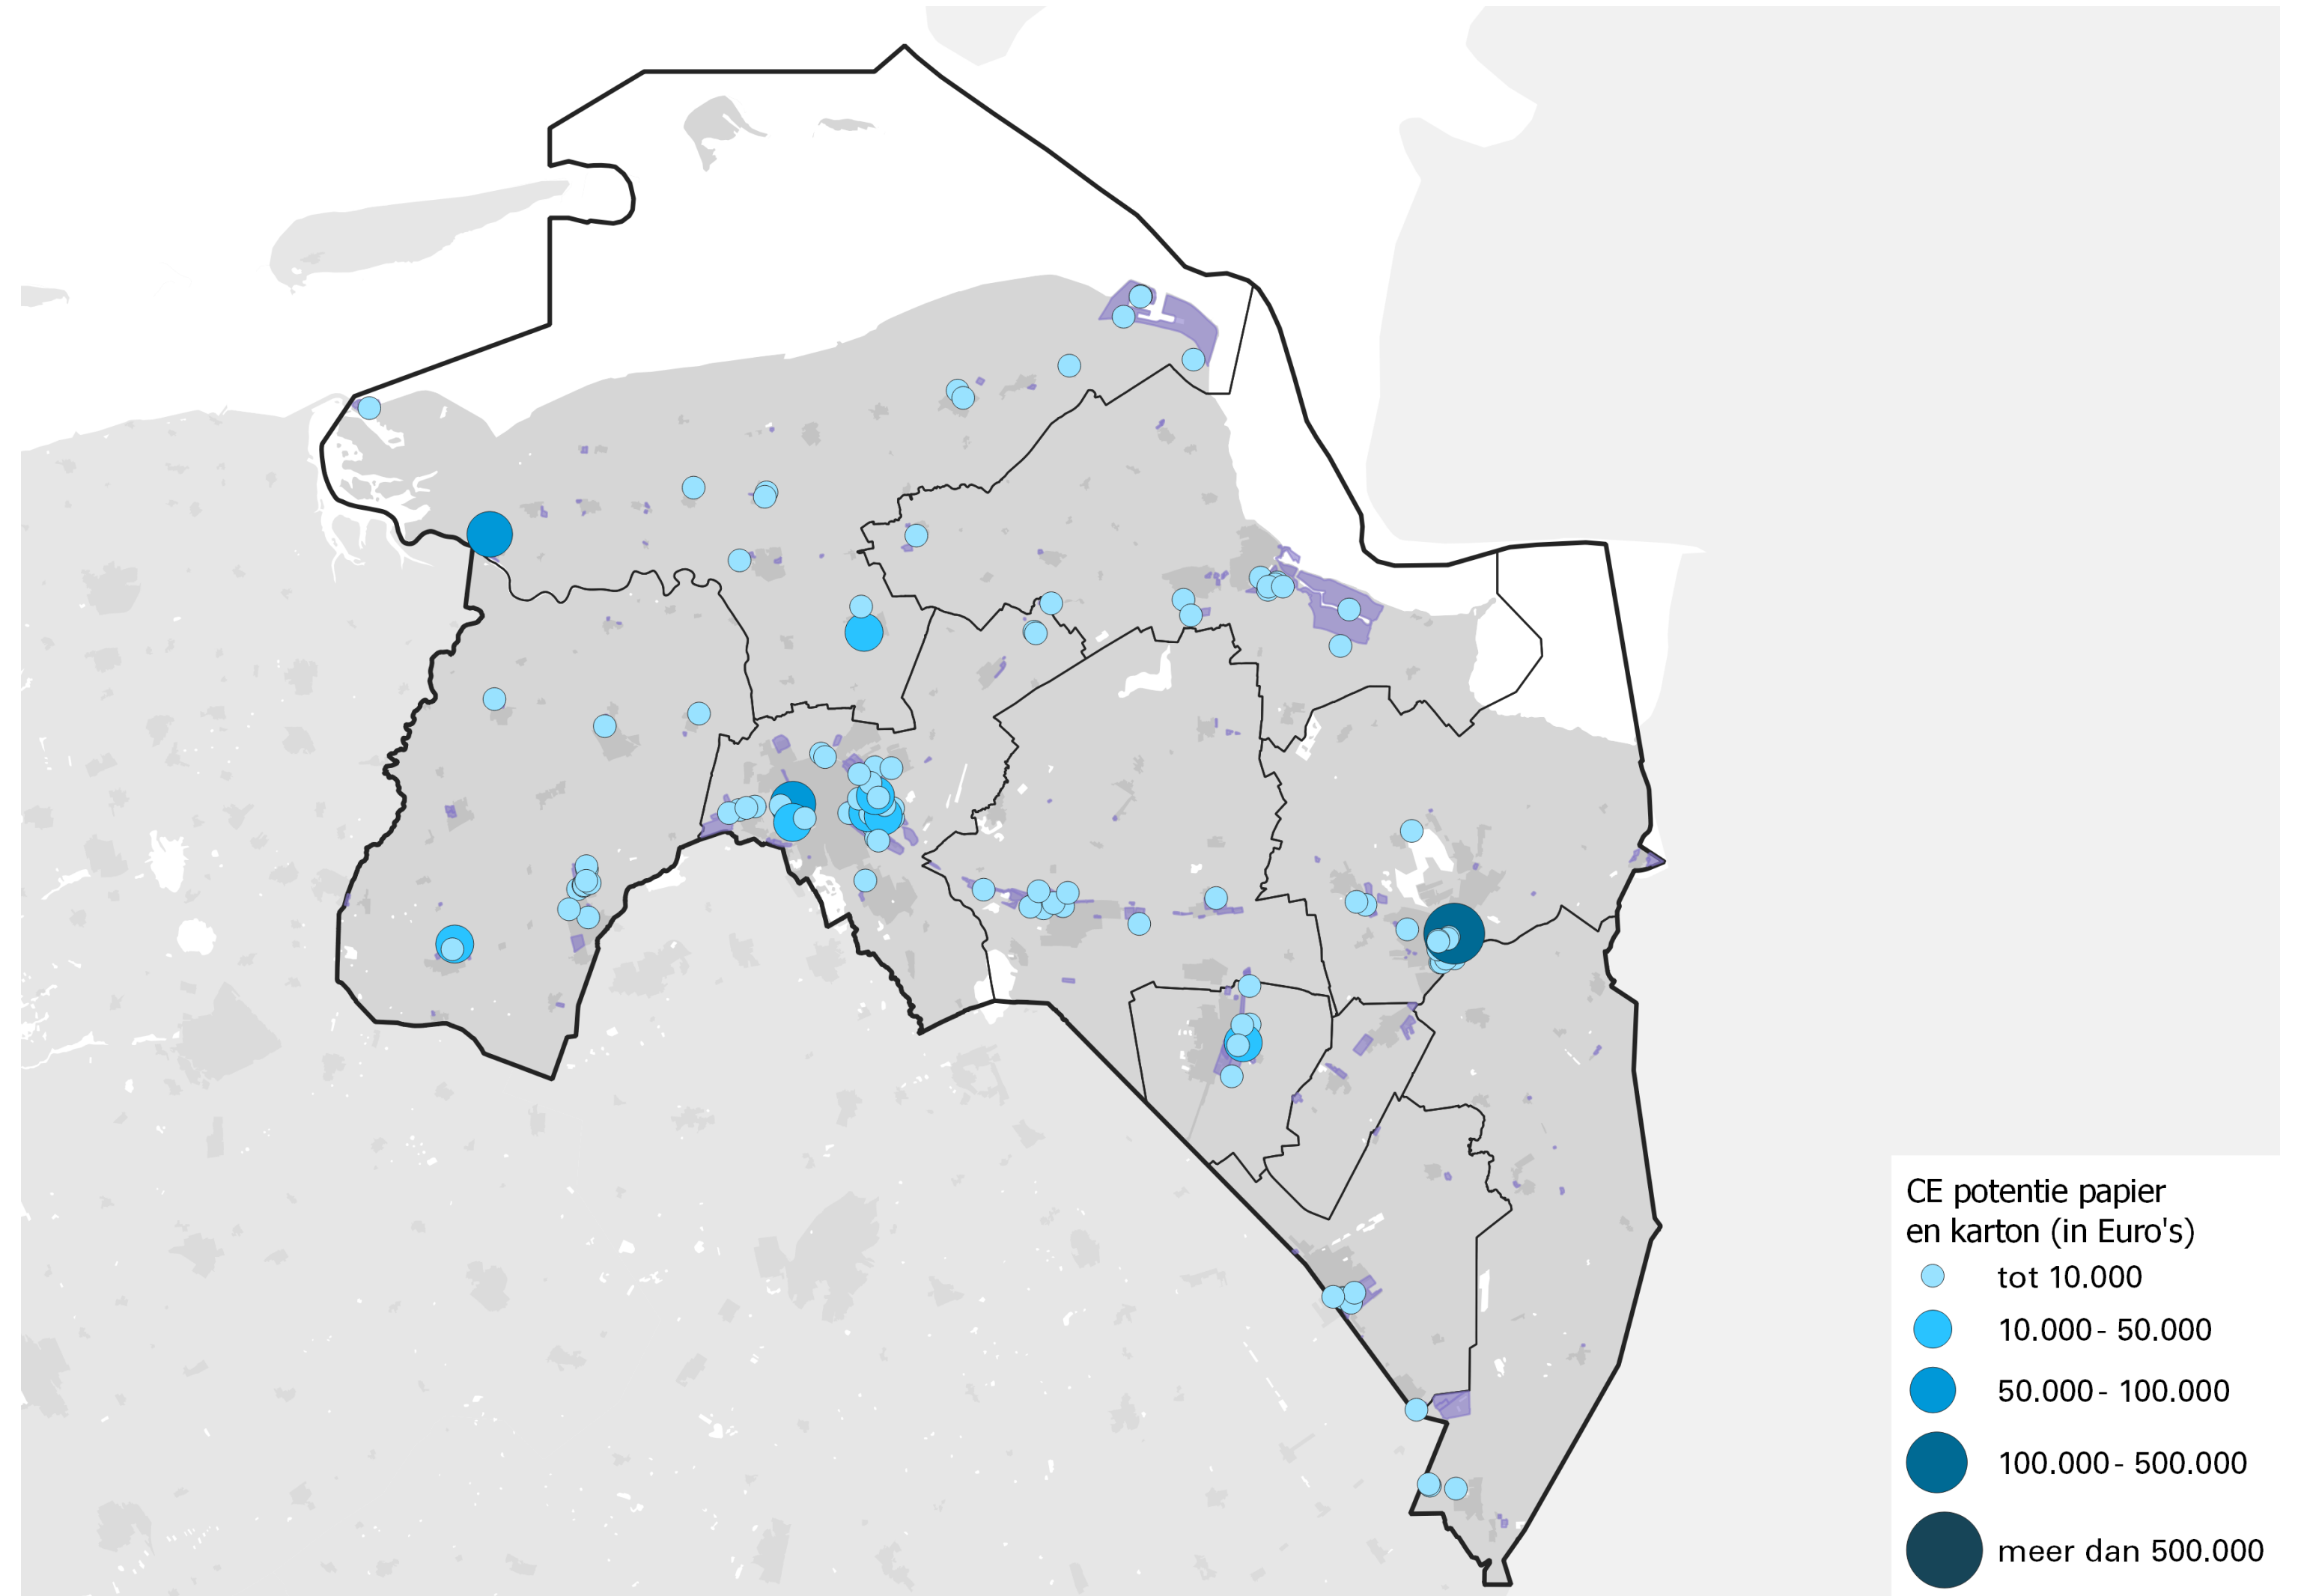 CE potentie papier
en karton (in Euro's)
tot 10.000
10.000 - 50.000
50.000 - 100.000
100.000 - 500.000
meer dan 500.000